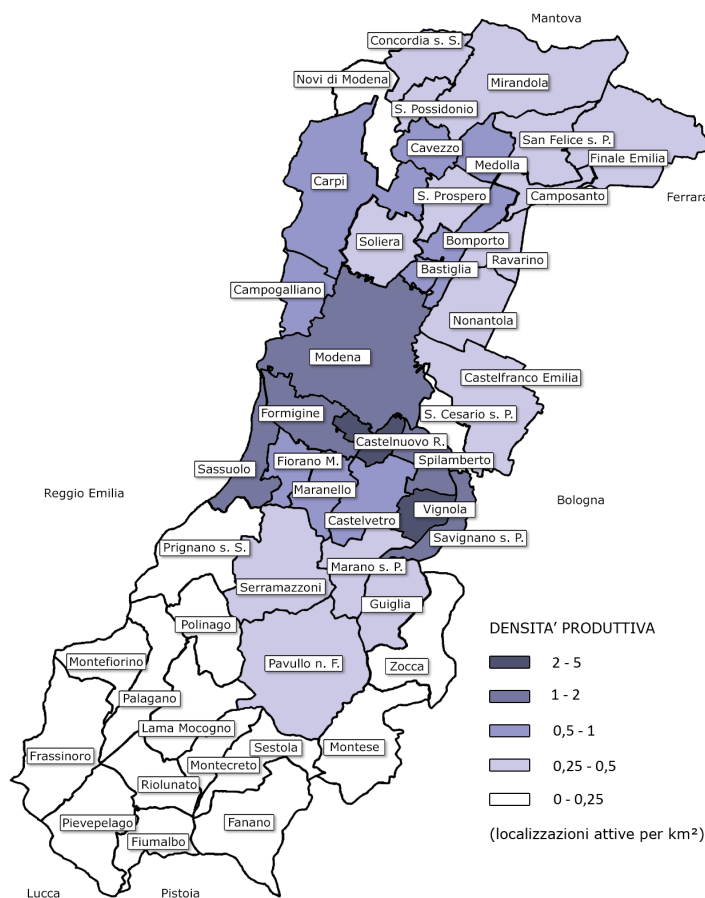 Mantova
Concordia s. S.
Novi di Modena
Mirandola
S. Possidonio
San Felice s. P.
Cavezzo
Finale Emilia
Medolla
Carpi
S. Prospero
Camposanto
Ferrara
Soliera
Bomporto
Ravarino
Bastiglia
Campogalliano
Nonantola
Modena
Castelfranco Emilia
Formigine
S. Cesario s. P.
Castelnuovo R.
Fiorano M.
Spilamberto
Sassuolo
Maranello
Reggio Emilia
Bologna
Vignola
Castelvetro
Savignano s. P.
Prignano s. S.
Marano s. P.
Serramazzoni
Guiglia
Polinago
DENSITA’ PRODUTTIVA
Montefiorino
Pavullo n. F.
Zocca
2 - 5
Palagano
1 - 2
Lama Mocogno
0,5 - 1
Sestola
Montese
Frassinoro
Montecreto
0,25 - 0,5
Riolunato
0 - 0,25
Pievepelago
Fanano
(localizzazioni attive per km²)
Fiumalbo
Lucca
Pistoia